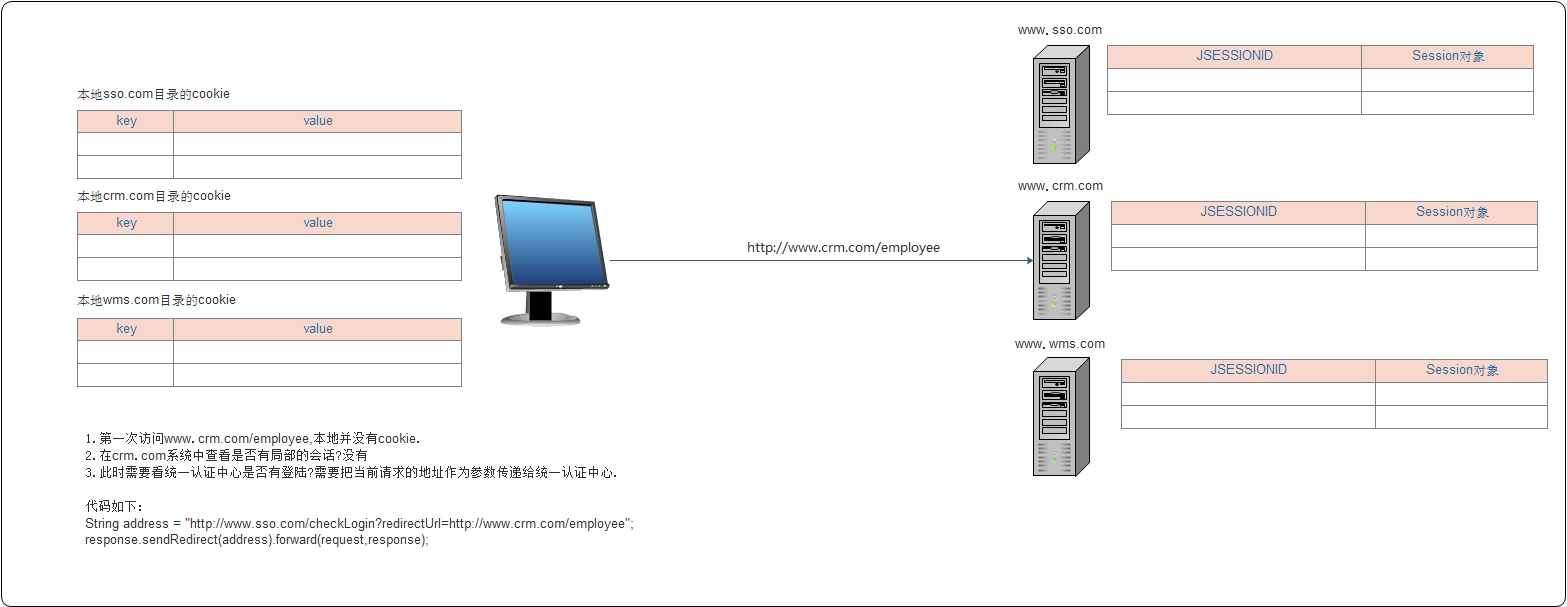 www. sso.com
JSESSIONID Session对象
本地sso.com目录的cookie
key value
www. crm.com
本地crm.com目录的cookie
JSESSIONID Session对象
key value
http://www.crm.com/employee
本地wms.com目录的cookie
key value
www. wms.com
JSESSIONID Session对象
1. 第一次访问www. crm.com/employee,本地并没有cookie.
2. 在crm. com系统中查看是否有局部的会话?没有
3. 此时需要看统一认证中心是否有登陆?需要把当前请求的地址作为参数传递给统一认证中心.
代码如下:
String address = "http://www.sso.com/checkLogin?redirectUrl=http://www.crm.com/employee";
response.sendRedirect(address).forward(request,response);